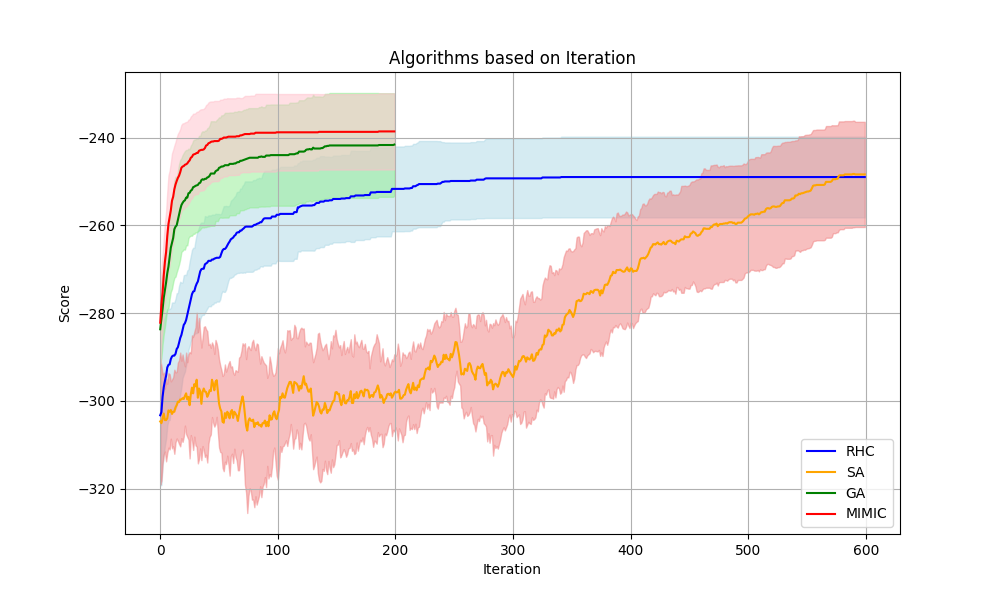 Algorithms based on Iteration
Score
−240
−260
−280
−300
−320
0 100 200 300 400 500 600
Iteration
RHC
SA
GA
MIMIC